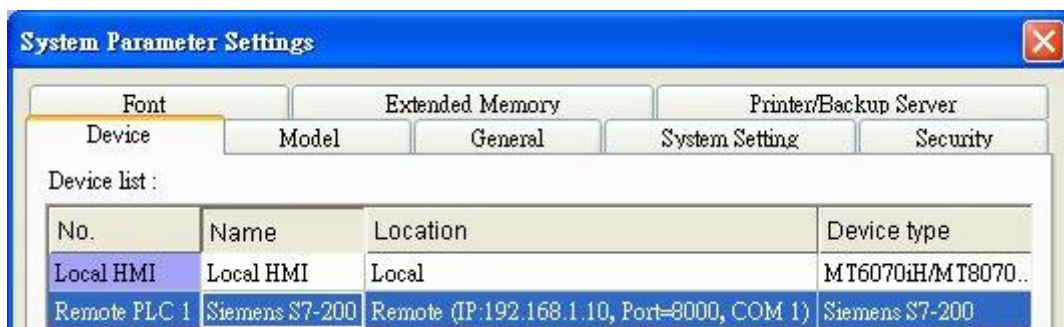 System Parameter Settings
Font Extended Memory Printer/Backup Server
Device Model General System Setting Security
Device list :
No. Name Location Device type
Local HMI Local HMI Local MT6070iH/MT8070..
Remote PLC 1 Siemens S7-200 Remote (IP:192.168.1.10, Port=8000, COM 1) Siemens S7-200